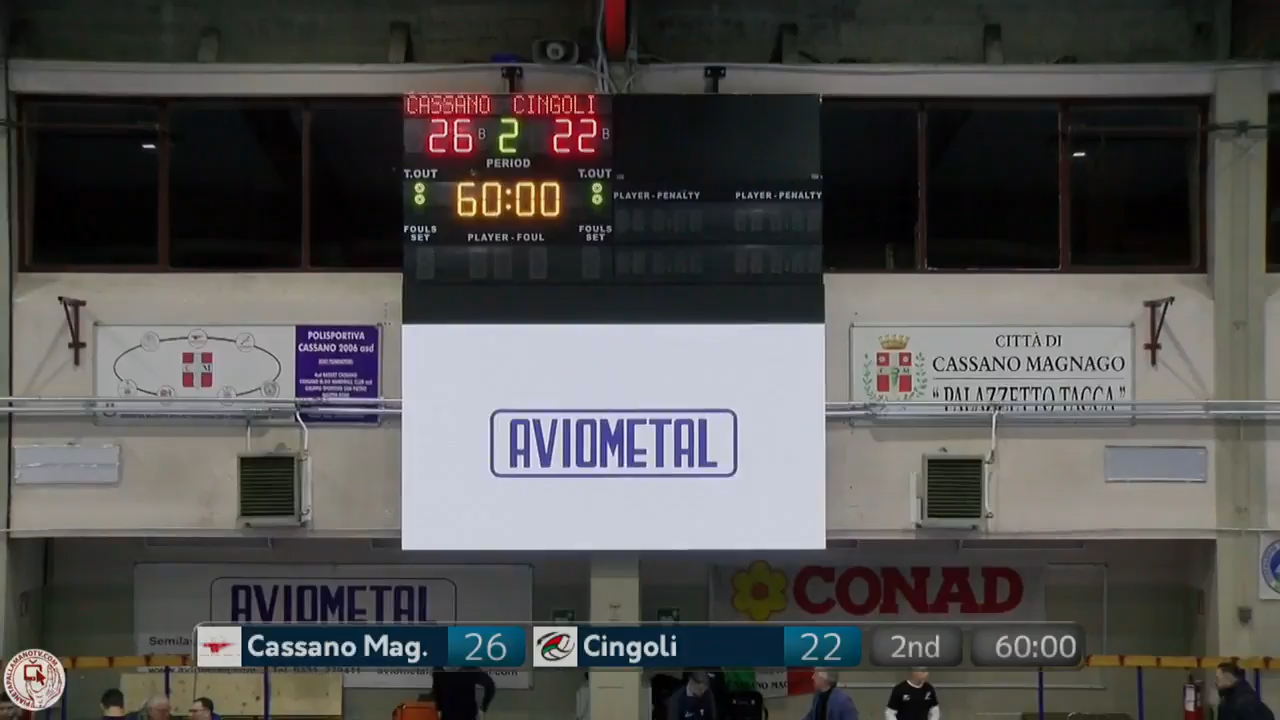 CASSANO CINGOLI
26 B 2 22 B
PERIOD
T.OUT T.OUT
60:00
PLAYER - PENALTY PLAYER - PENALTY
FOULS SET PLAYER - FOUL FOULS SET
POLISPORTIVA
CASSANO 2006 asd
C M
CITTÀ DI
CASSANO MAGNAGO
"PALAZZETTO TACCA"
AVIOMETAL
AVIOMETAL
CONAD
Cassano Mag. 26 Cingoli 22 2nd 60:00